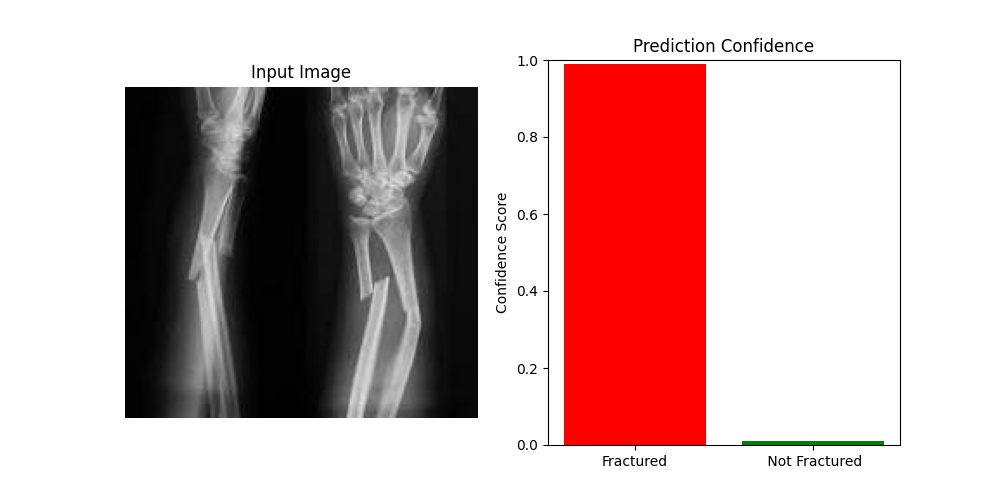 Input Image
Prediction Confidence
Confidence Score
1.0
0.8
0.6
0.4
0.2
0.0
Fractured
Not Fractured